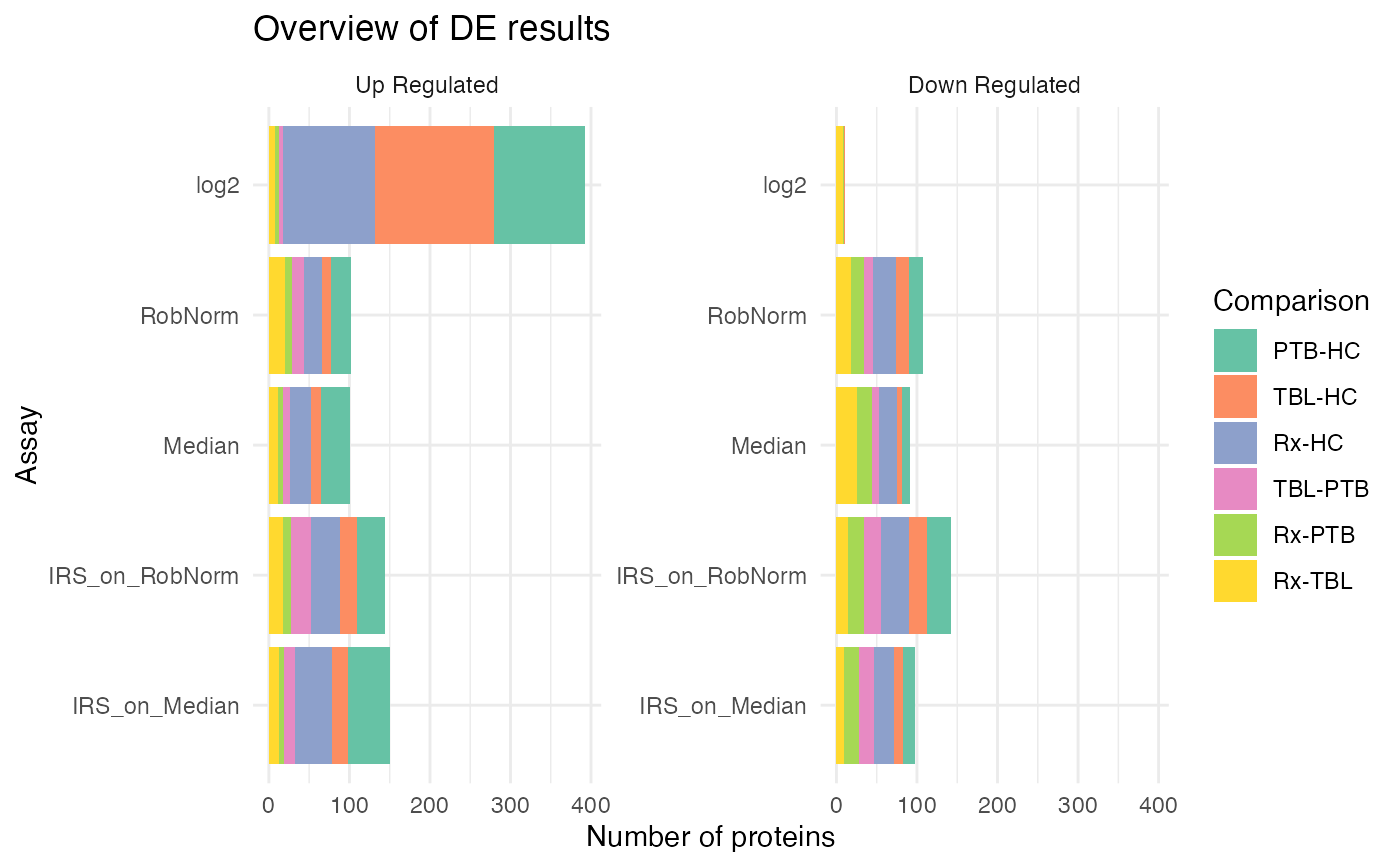 Overview of DE results
Up Regulated
Down Regulated
Assay
log2
RobNorm
Median
IRS_on_RobNorm
IRS_on_Median
log2
RobNorm
Median
IRS_on_RobNorm
IRS_on_Median
0 100 200 300 400
0 100 200 300 400
Number of proteins
Comparison
PTB-HC
TBL-HC
Rx-HC
TBL-PTB
Rx-PTB
Rx-TBL